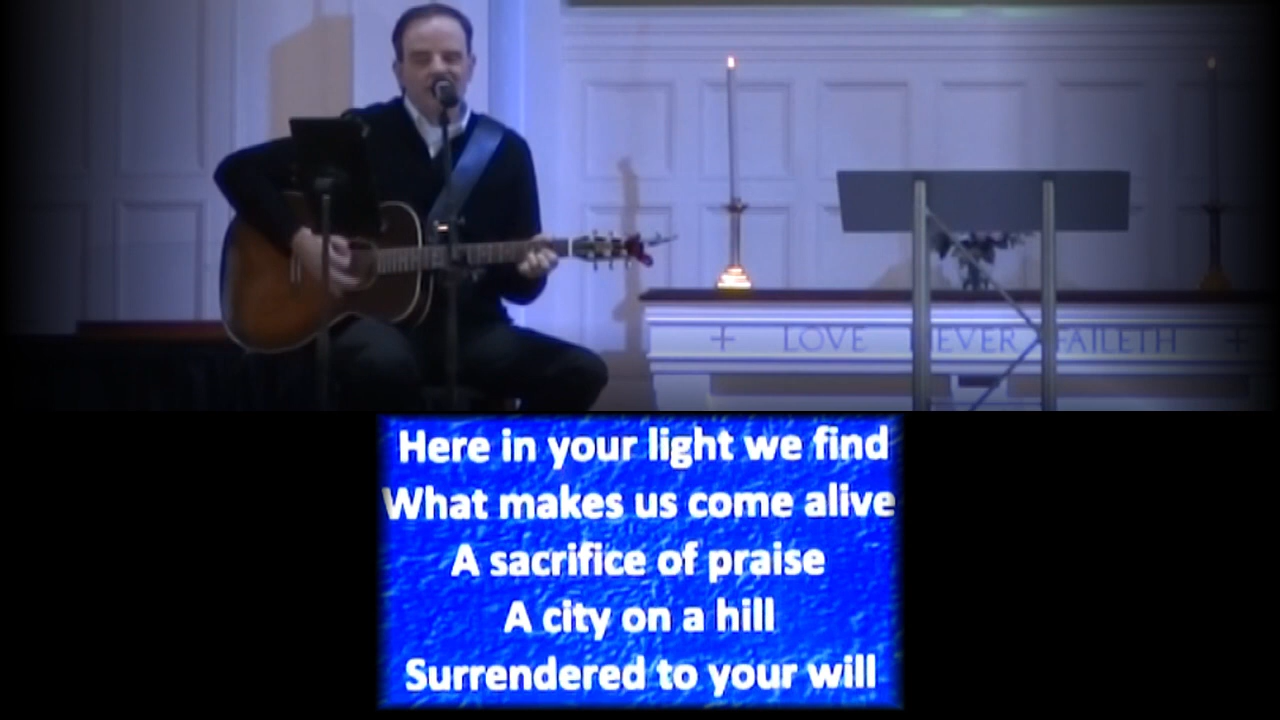 + LOVE NEVER FAILETH +
Here in your light we find
What makes us come alive
A sacrifice of praise
A city on a hill
Surrendered to your will